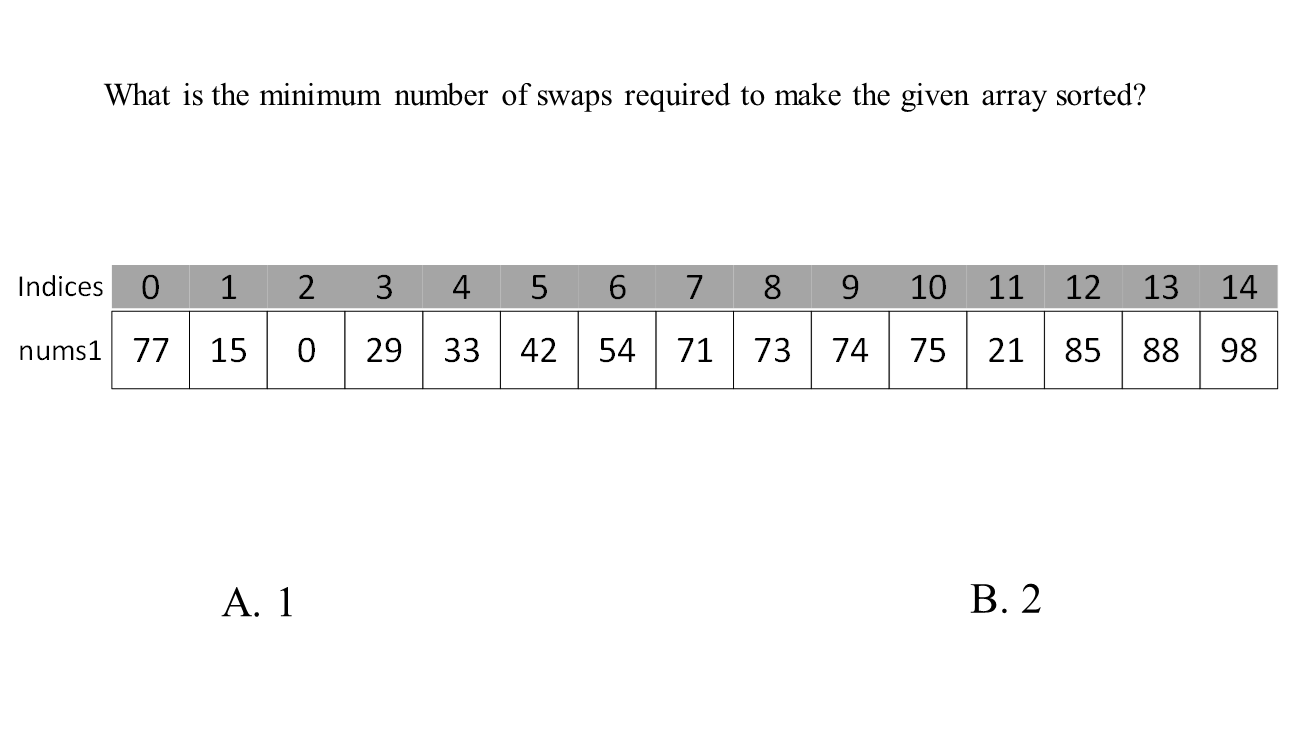 What is the minimum number of swaps required to make the given array sorted?
Indices 0 1 2 3 4 5 6 7 8 9 10 11 12 13 14
nums1 77 15 0 29 33 42 54 71 73 74 75 21 85 88 98
A. 1 B. 2